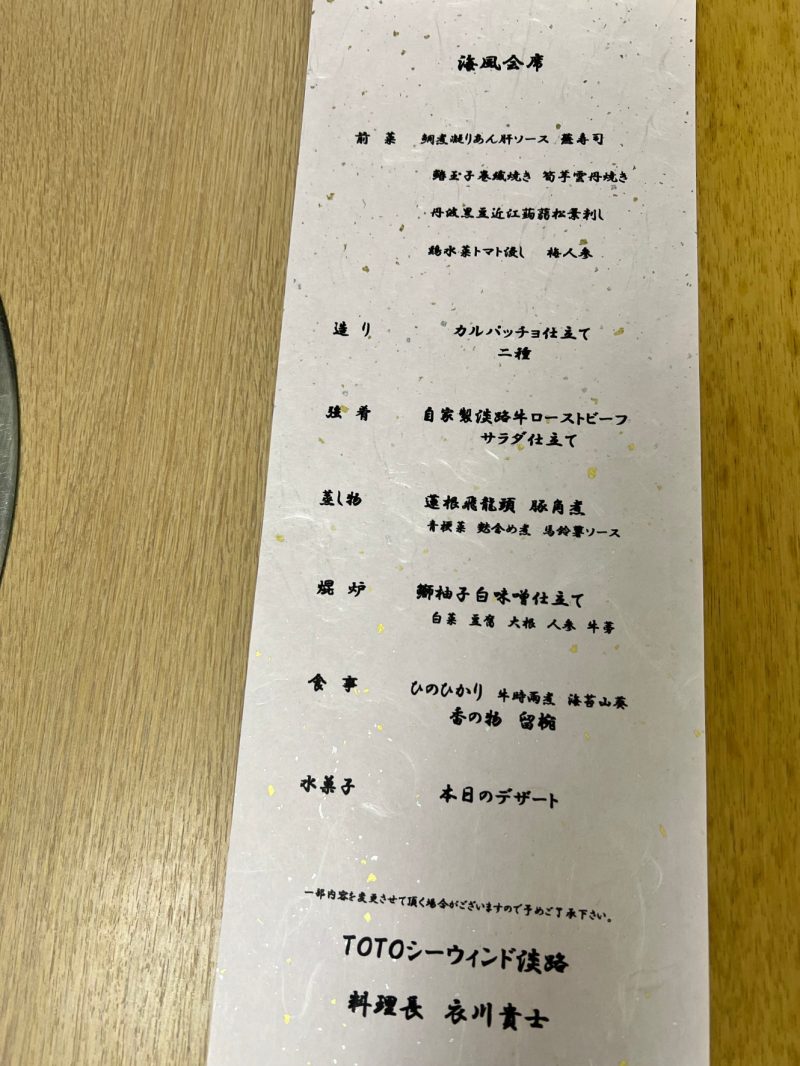 海風会席
前 菜 鯛煮凝りあん肝ソース 蕪寿司
鰆玉子巻繊焼き 筍芋雲丹焼き
丹波黒豆近江蒟蒻松葉刺し
鶏水菜トマト浸し 梅人参
造 り カルパッチョ仕立て
二種
強 肴 自家製淡路牛ローストビーフ
サラダ仕立て
蒸し物 蓮根飛龍頭 豚角煮
青梗菜 麩含め煮 馬鈴薯ソース
焜 炉 鰤柚子白味噌仕立て
白菜 豆腐 大根 人参 牛蒡
食 事 ひのひかり 牛時雨煮 海苔山葵
香の物 留椀
水菓子 本日のデザート
一部内容を変更させて頂く場合がございますので予めご了承下さい。
TOTOシーウィンド淡路
料理長 衣川貴士